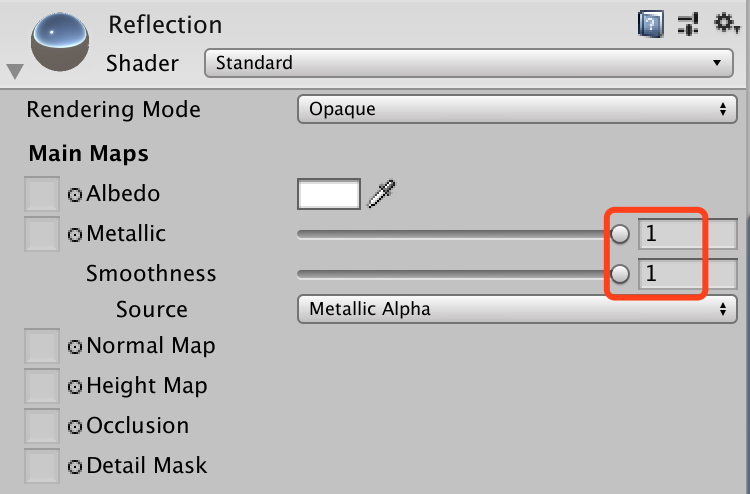 Reflection
Shader Standard
Rendering Mode Opaque
Main Maps
Albedo
Metallic 1
Smoothness 1
Source Metallic Alpha
Normal Map
Height Map
Occlusion
Detail Mask